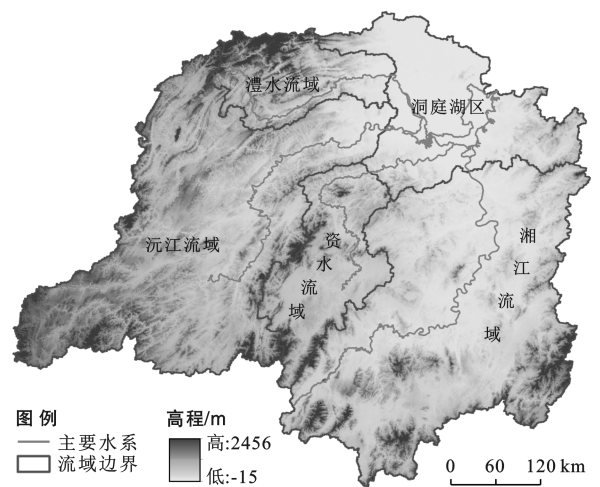 澧水流域
洞庭湖区
沅江流域
资水流域
湘江流域
图例
主要水系
流域边界
高程/m
高:2456
低:-15
0 60 120 km